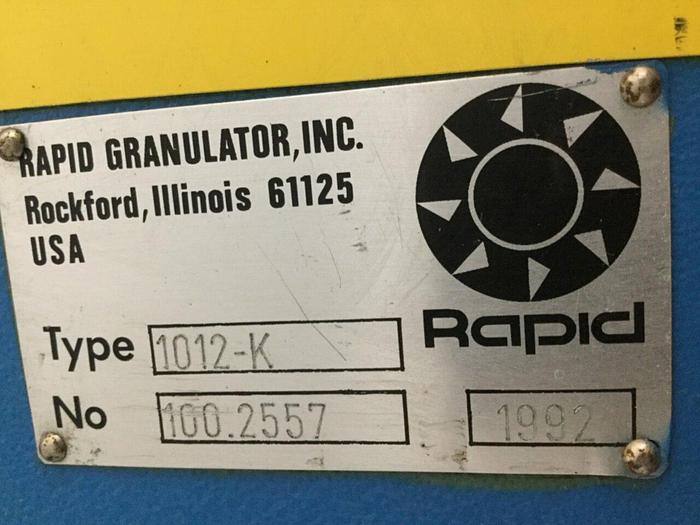 RAPID GRANULATOR, INC.
Rockford, Illinois 61125
USA
Rapid
Type 1012-K
No 100.2557 1992